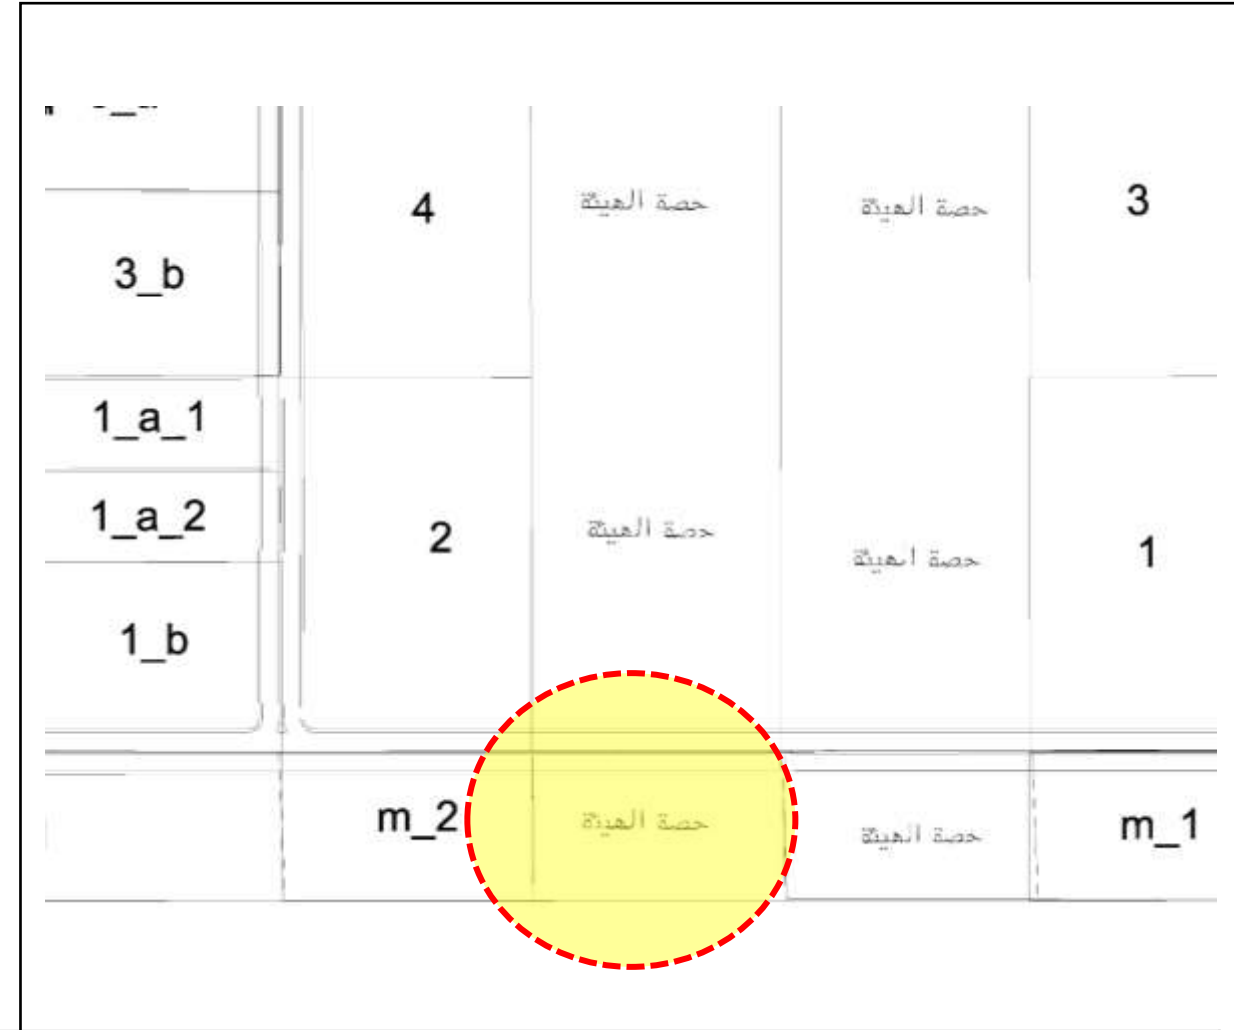 4 حصة الهيئة حصة الهيئة 3
3_b
1_a_1
1_a_2 2 حصة الهيئة حصة الهيئة 1
1_b
m_2 حصة الهيئة حصة الهيئة m_1